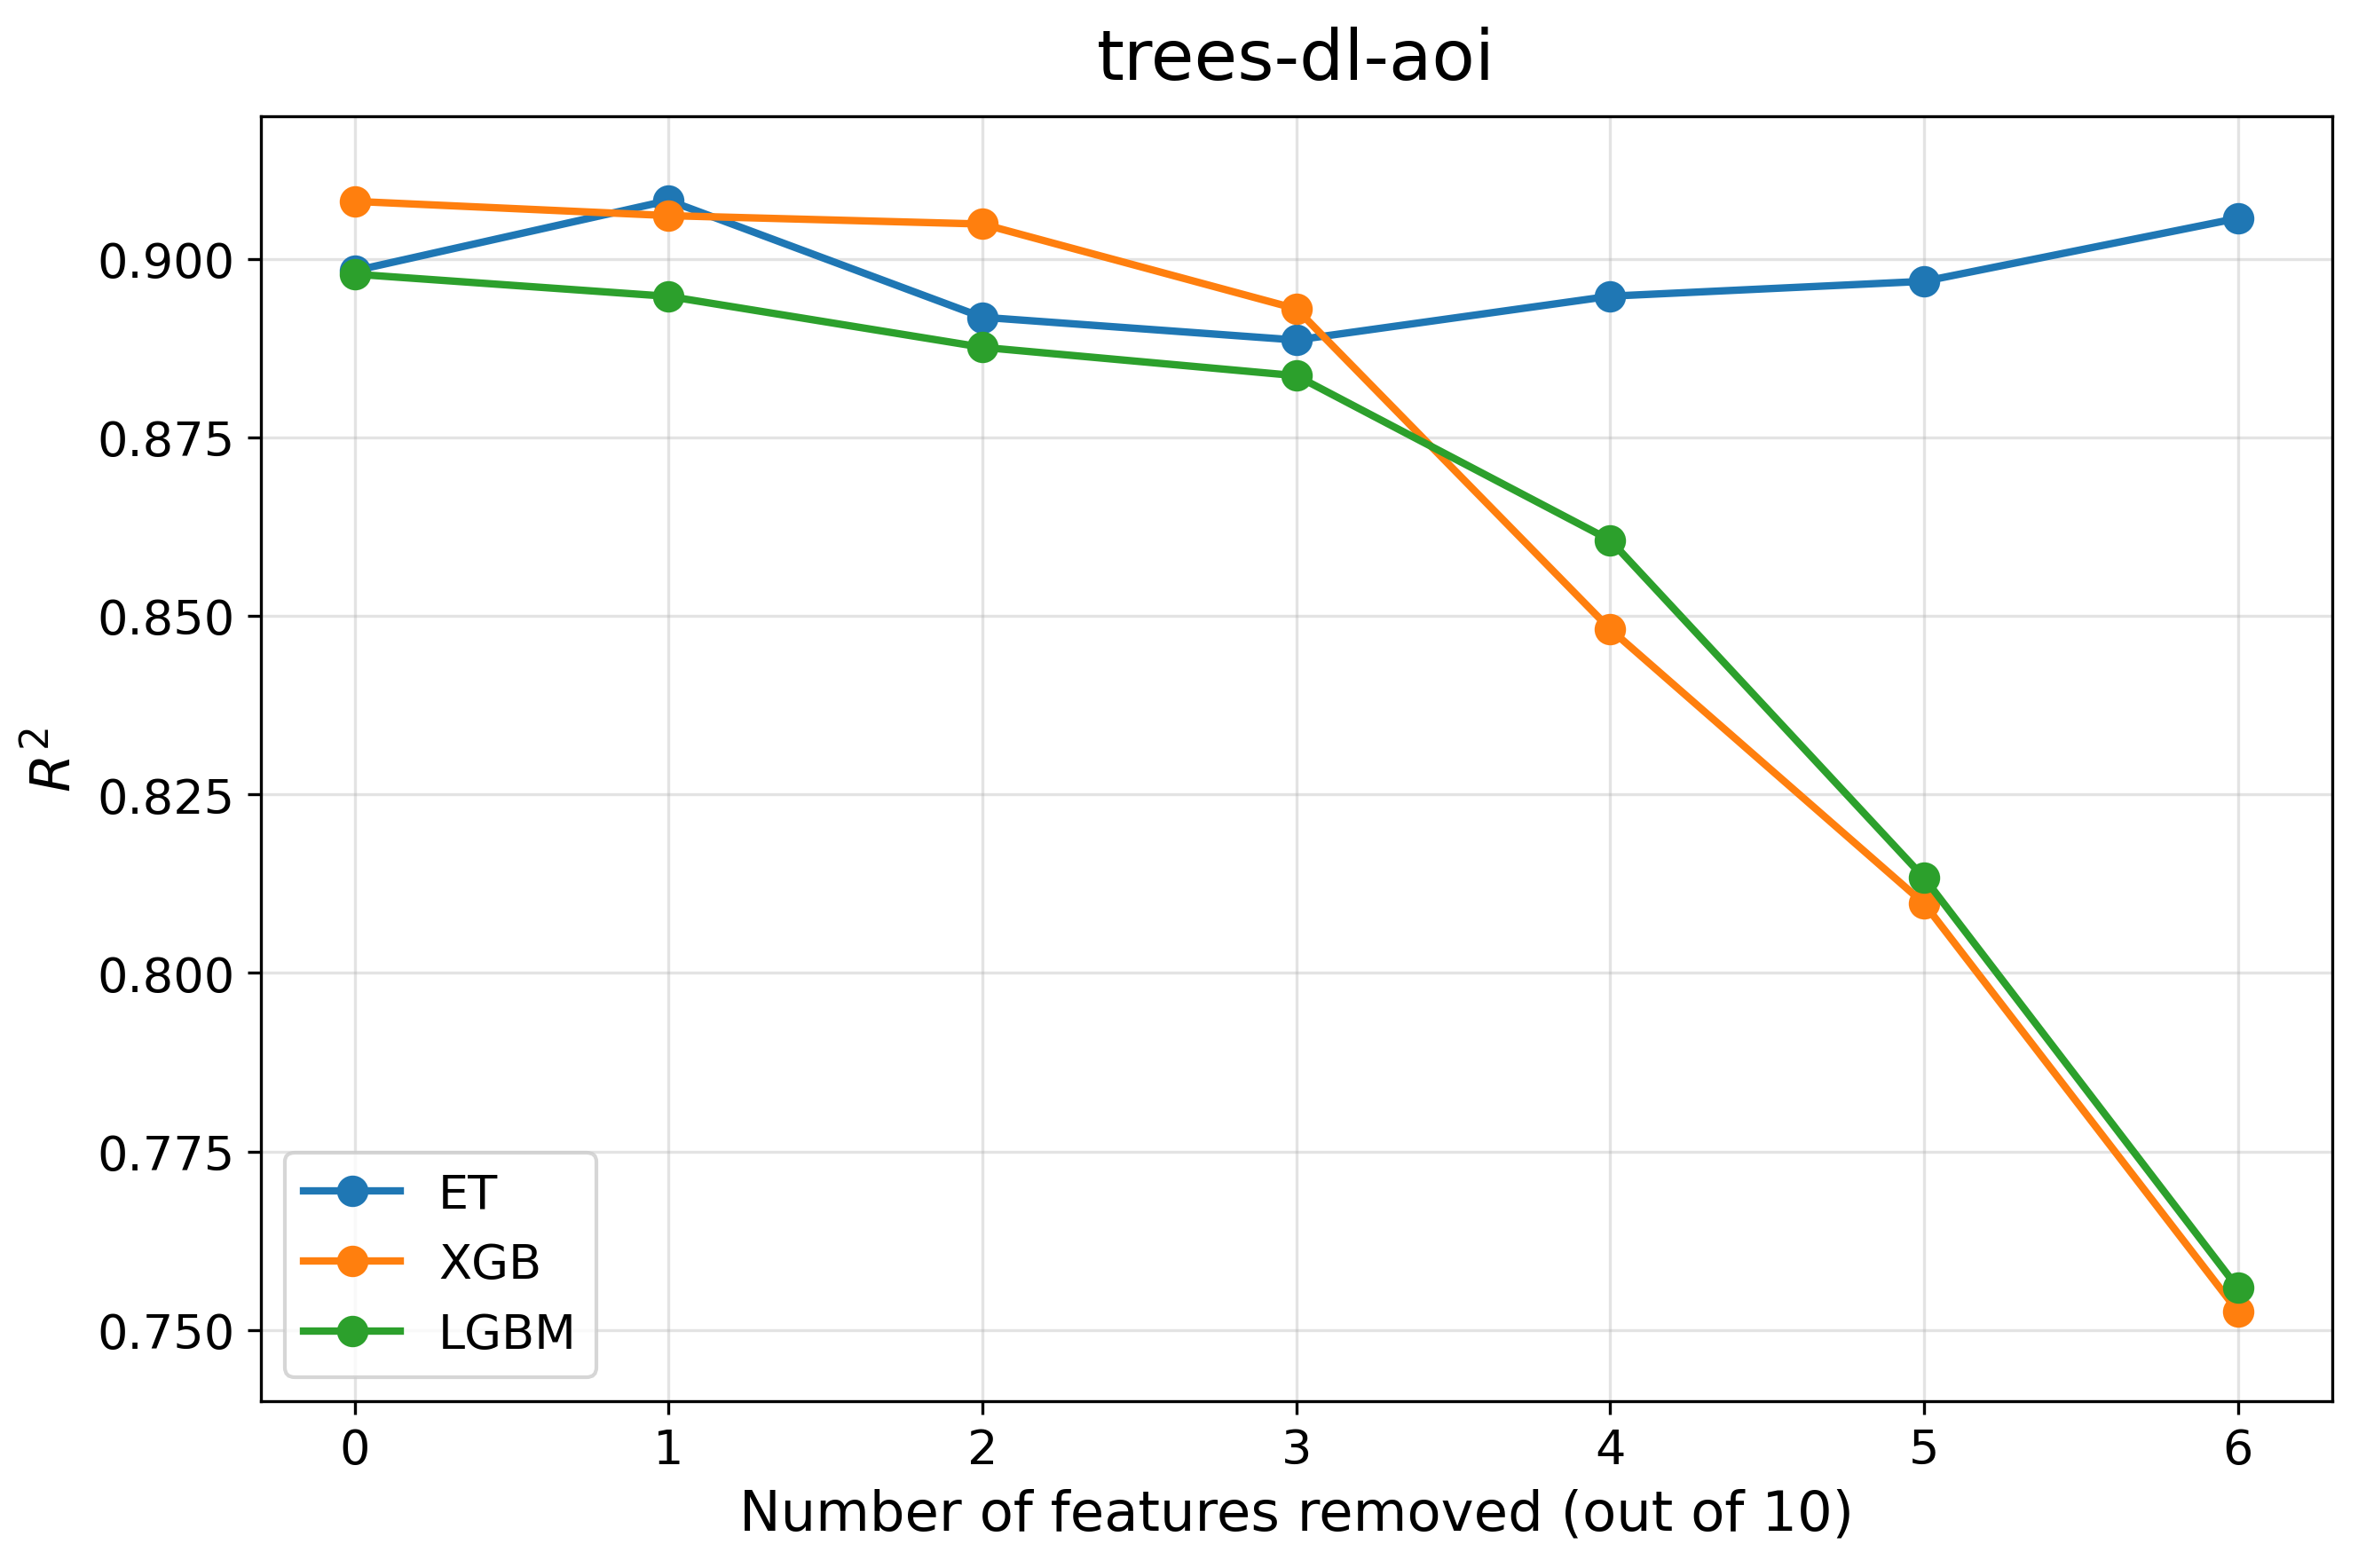 trees-dl-aoi
0.900
0.875
0.850
0.825
0.800
0.775
0.750
R²
ET
XGB
LGBM
0 1 2 3 4 5 6
Number of features removed (out of 10)